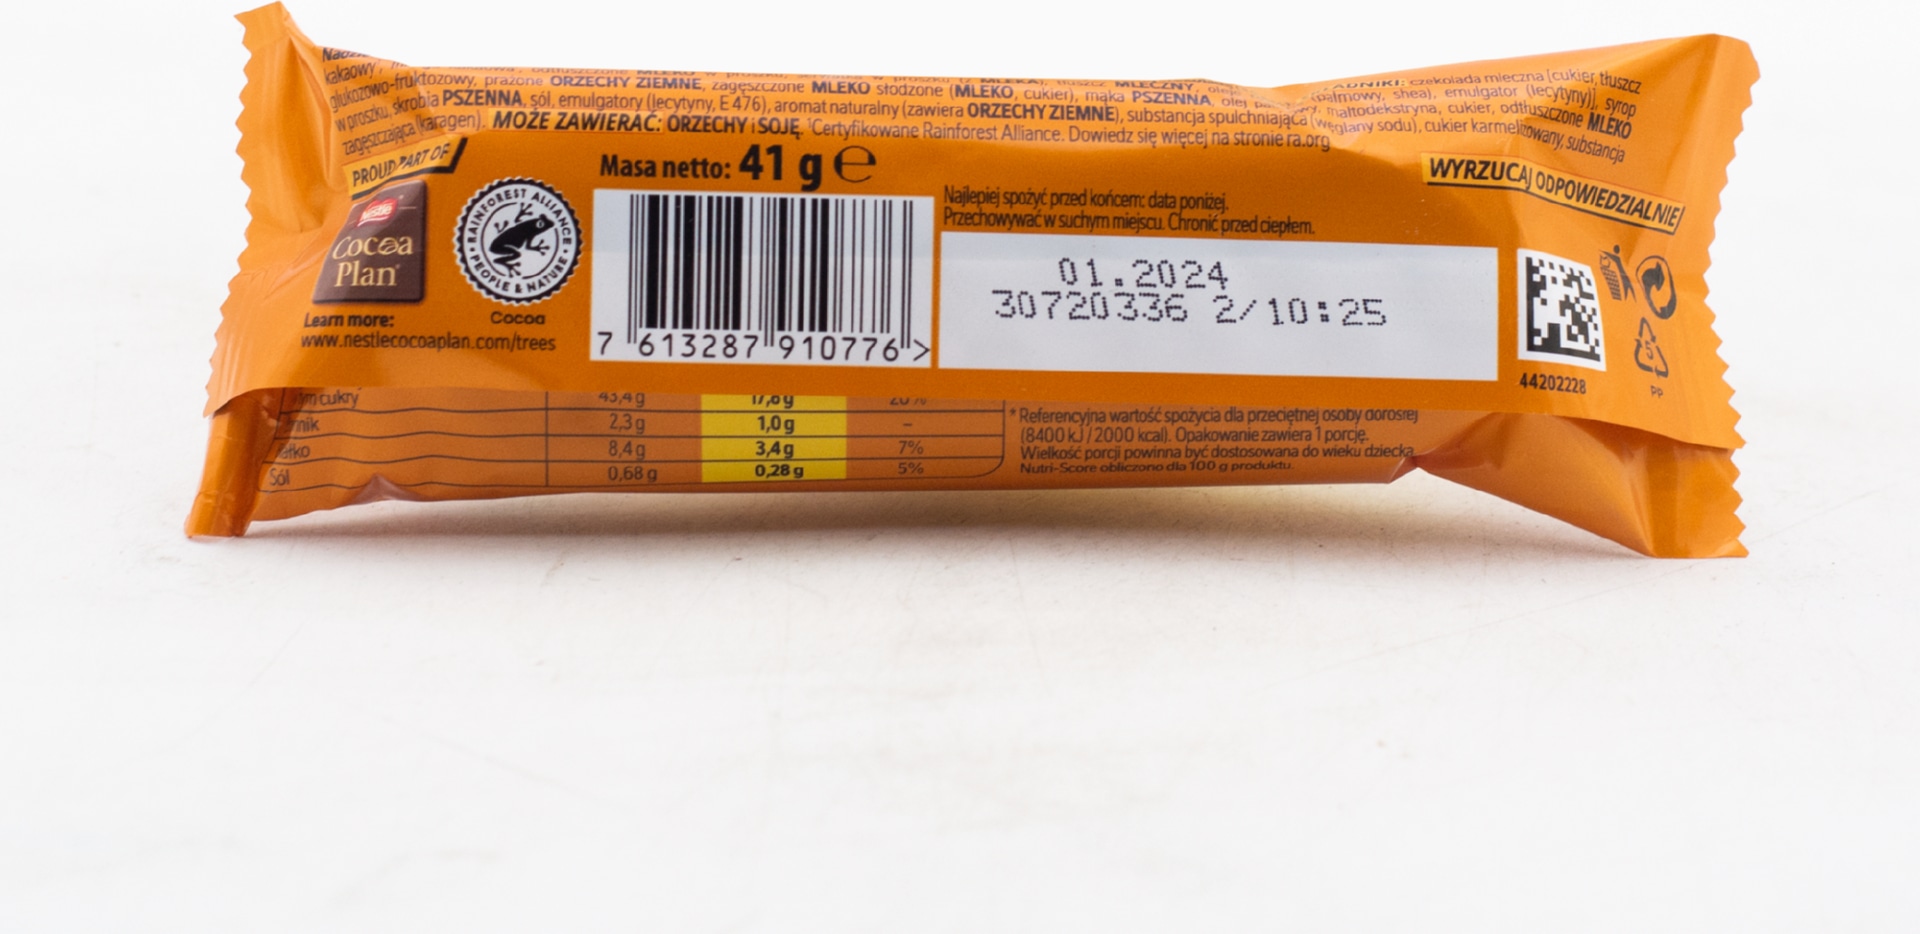 kakaowy
MLEKO w proszku, w proszku (z MLEKA), tłuszcz MLECZNY,
glukozowo-fruktozowy, prażone ORZECHY ZIEMNE, zagęszczone MLEKO słodzone (MLEKO, cukier), mąka PSZENNA, olej
w proszku, skrobia PSZENNA, sól, emulgatory (lecytyny, E 476), aromat naturalny (zawiera ORZECHY ZIEMNE), substancja spulchniająca (węglany sodu), cukier karmelizowany, substancja
zagęszczająca (karagen). MOŻE ZAWIERAĆ: ORZECHY i SOJĘ. ¹Certyfikowane Rainforest Alliance. Dowiedz się więcej na stronie ra.org
czekolada mleczna [cukier, tłuszcz
(palmowy, shea), emulgator (lecytyny)], syrop
maltodekstryna, cukier, odtłuszczone MLEKO
PROUD PART OF
Nestlé
Cocoa
Plan
Learn more:
www.nestlecocoaplan.com/trees
RAINFOREST ALLIANCE
PEOPLE & NATURE
Cocoa
Masa netto: 41 g ℮
7 613287 910776 >
Najlepiej spożyć przed końcem: data poniżej.
Przechowywać w suchym miejscu. Chronić przed ciepłem.
01.2024
30720336 2/10:25
WYRZUCAJ ODPOWIEDZIALNIE!
44202228
5
PP
cukry 43,4 g 17,6 g 20%
2,3 g 1,0 g –
8,4 g 3,4 g 7%
Sól 0,68 g 0,28 g 5%
* Referencyjna wartość spożycia dla przeciętnej osoby dorosłej
(8400 kJ/2000 kcal). Opakowanie zawiera 1 porcję.
Wielkość porcji powinna być dostosowana do wieku dziecka.
Nutri-Score obliczono dla 100 g produktu.